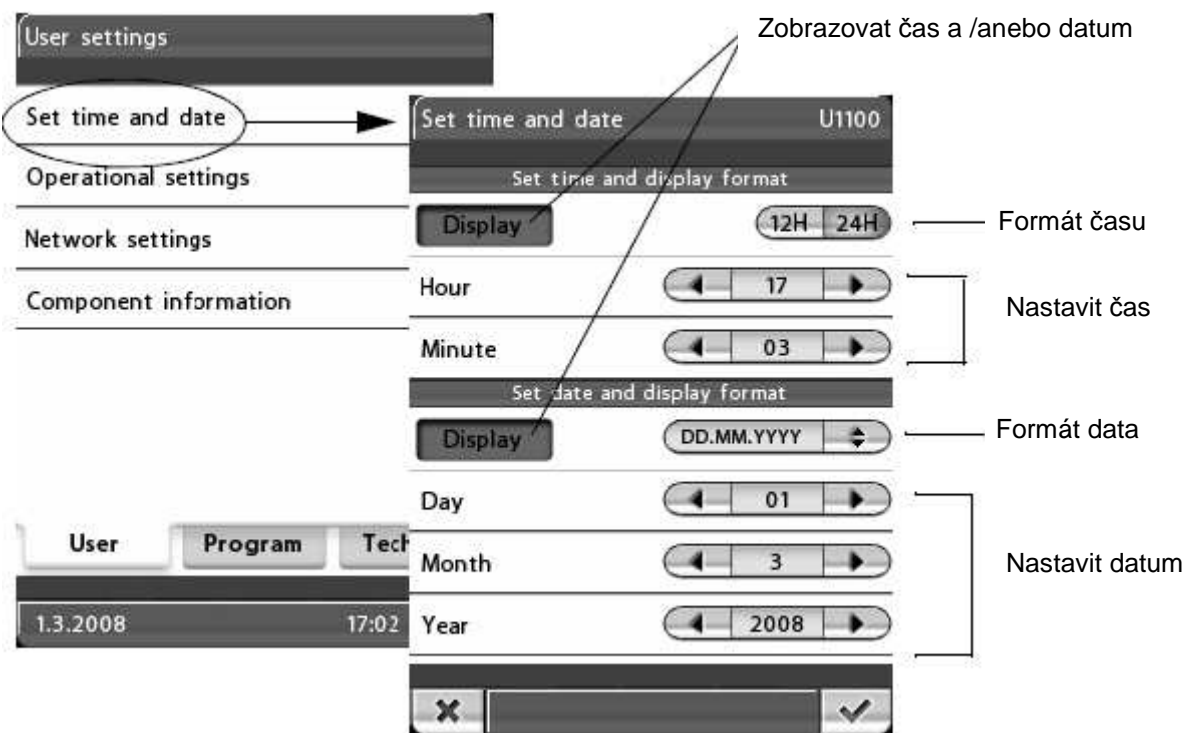 Zobrazovat čas a /anebo datum
User settings
Set time and date
Operational settings
Network settings
Component information
User Program Tech
1.3.2008 17:02
Set time and date U1100
Set time and display format
Display 12H 24H
Formát času
Hour 17
Minute 03
Nastavit čas
Set date and display format
Display DD.MM.YYYY
Formát data
Day 01
Month 3
Year 2008
Nastavit datum